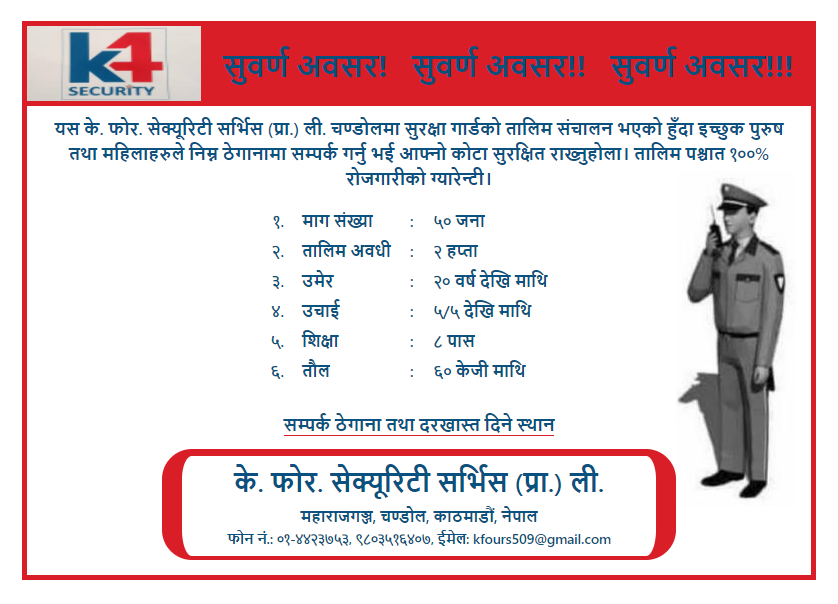 K4
SECURITY
सुवर्ण अवसर! सुवर्ण अवसर!! सुवर्ण अवसर!!!
यस के. फोर. सेक्यूरिटी सर्भिस (प्रा.) ली. चण्डोलमा सुरक्षा गार्डको तालिम संचालन भएको हुँदा इच्छुक पुरुष
तथा महिलाहरुले निम्न ठेगानामा सम्पर्क गर्नु भई आफ्नो कोटा सुरक्षित राख्नुहोला। तालिम पश्चात १००%
रोजगारीको ग्यारेन्टी।
१. माग संख्या : ५० जना
२. तालिम अवधी : २ हप्ता
३. उमेर : २० वर्ष देखि माथि
४. उचाई : ५/५ देखि माथि
५. शिक्षा : ८ पास
६. तौल : ६० केजी माथि
सम्पर्क ठेगाना तथा दरखास्त दिने स्थान
के. फोर. सेक्यूरिटी सर्भिस (प्रा.) ली.
महाराजगञ्ज, चण्डोल, काठमाडौं, नेपाल
फोन नं.: ०१-४४२३७५३, ९८०३५१६४०७, ईमेल: kfours509@gmail.com